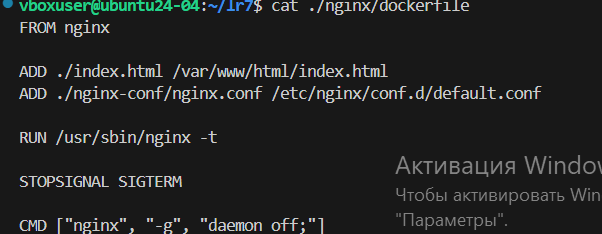 vboxuser@ubuntu24-04:~/lr7$ cat ./nginx/dockerfile
FROM nginx
ADD ./index.html /var/www/html/index.html
ADD ./nginx-conf/nginx.conf /etc/nginx/conf.d/default.conf
RUN /usr/sbin/nginx -t
STOPSIGNAL SIGTERM
CMD ["nginx", "-g", "daemon off;"]
Активация Window
Чтобы активировать Win
"Параметры".